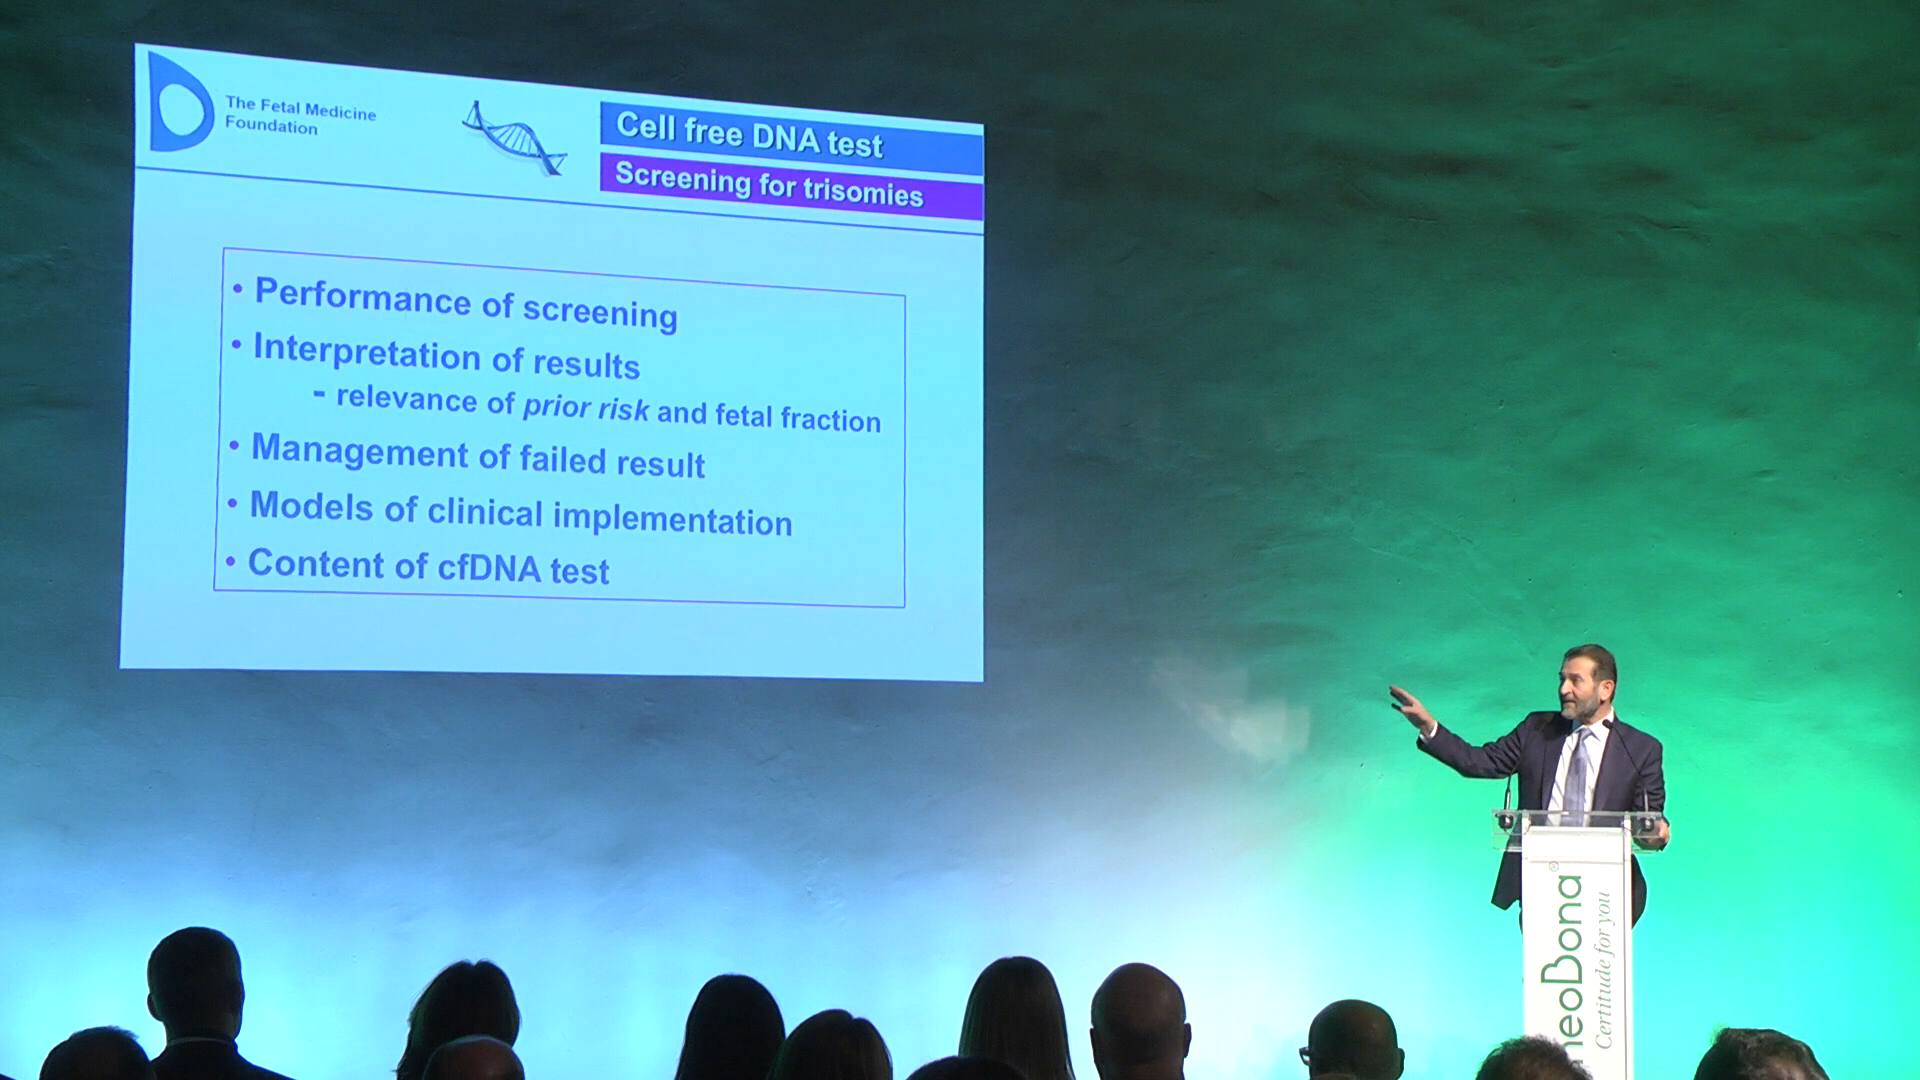 The Fetal Medicine
Foundation
Cell free DNA test
Screening for trisomies
• Performance of screening
• Interpretation of results
- relevance of prior risk and fetal fraction
• Management of failed result
• Models of clinical implementation
• Content of cfDNA test
neoBona®
Certitude for you